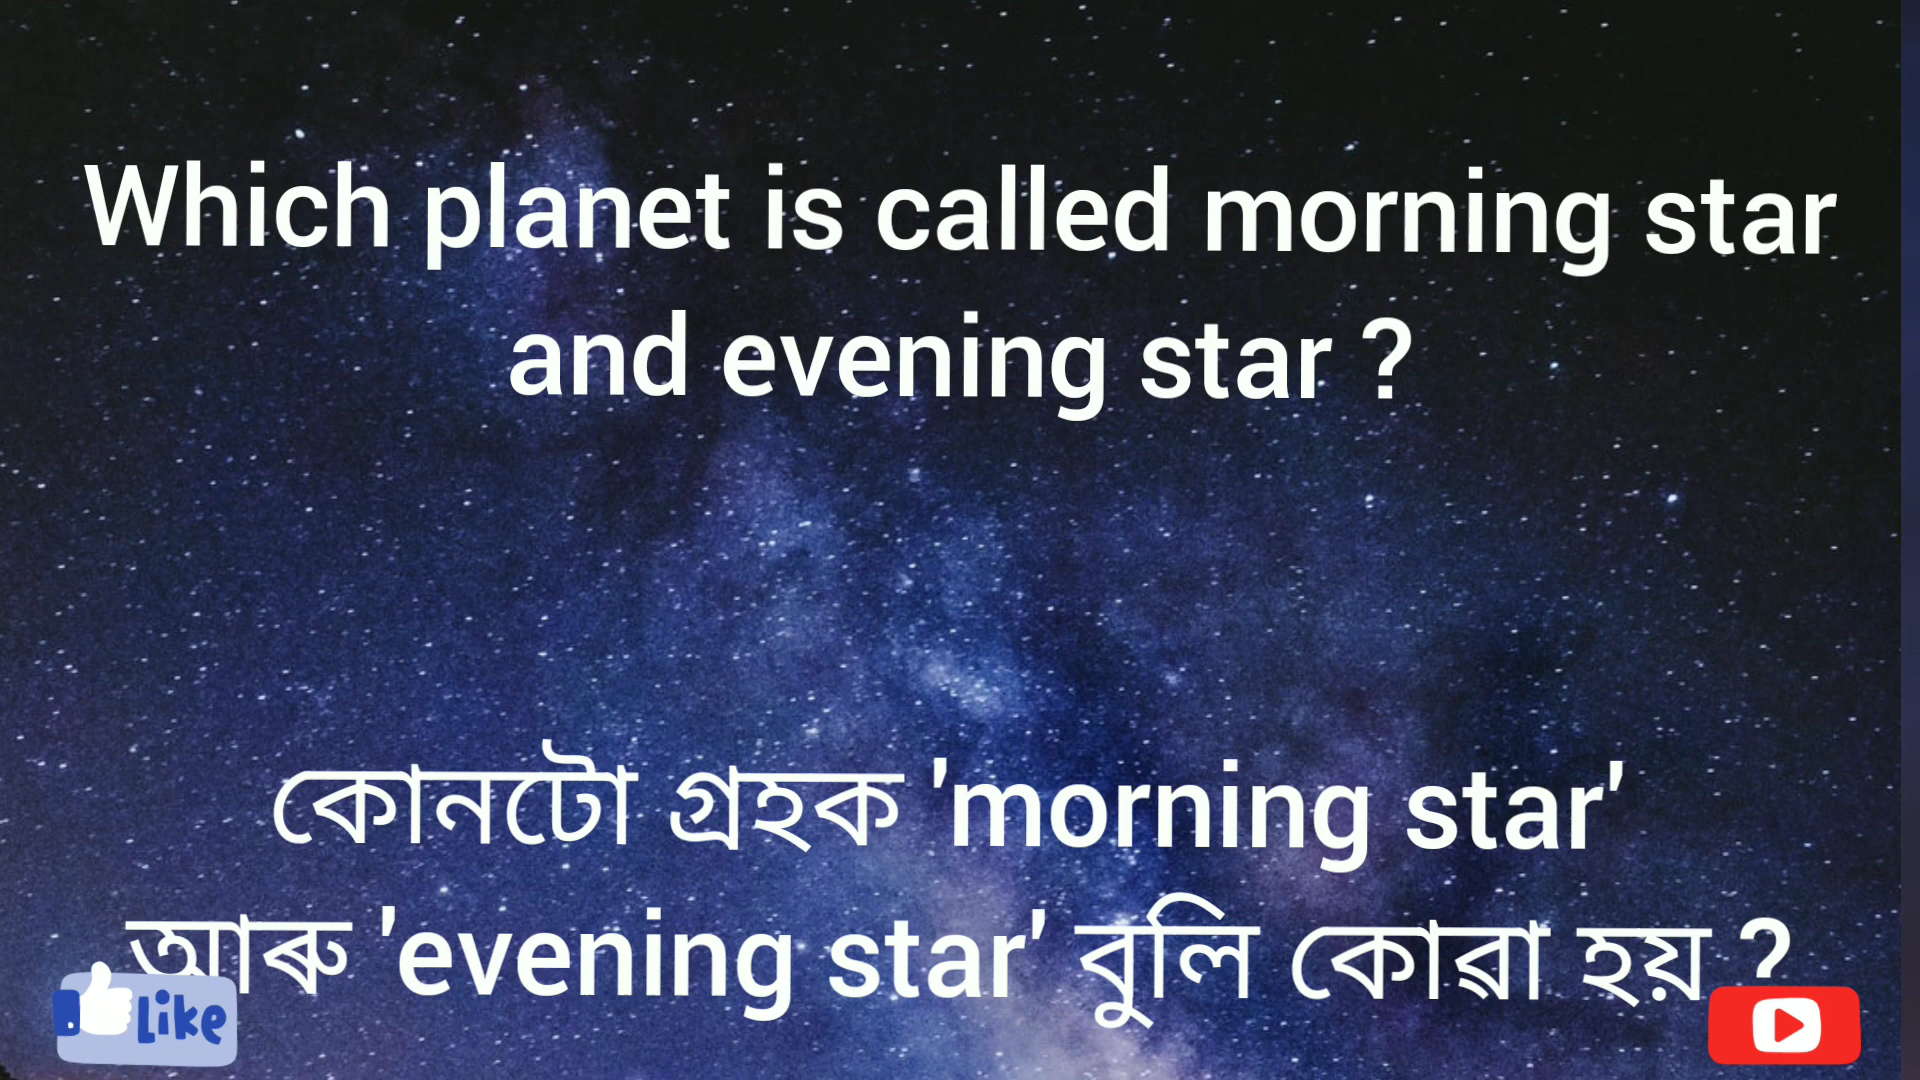 Which planet is called morning star
and evening star ?
কোনটো গ্ৰহক 'morning star'
আৰু 'evening star' বুলি কোৱা হয় ?
Like